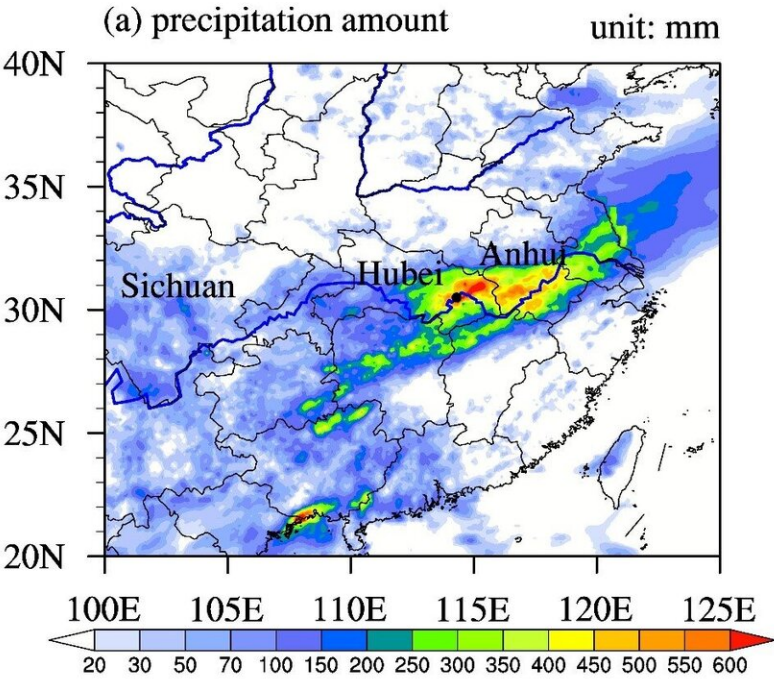 (a) precipitation amount
unit: mm
40N
35N
30N
25N
20N
Anhui
Hubei
Sichuan
100E 105E 110E 115E 120E 125E
20 30 50 70 100 150 200 250 300 350 400 450 500 550 600